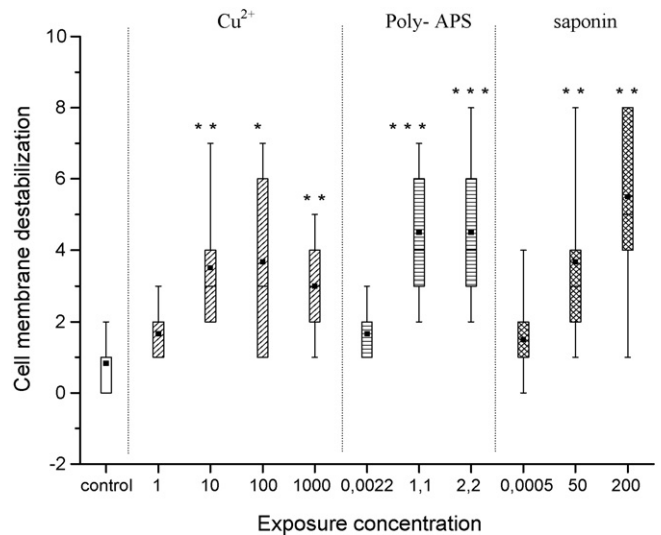 Cu²⁺ Poly- APS saponin
Cell membrane destabilization
10
8
6
4
2
0
-2
** * ** *** *** ** **
control 1 10 100 1000 0,0022 1,1 2,2 0,0005 50 200
Exposure concentration